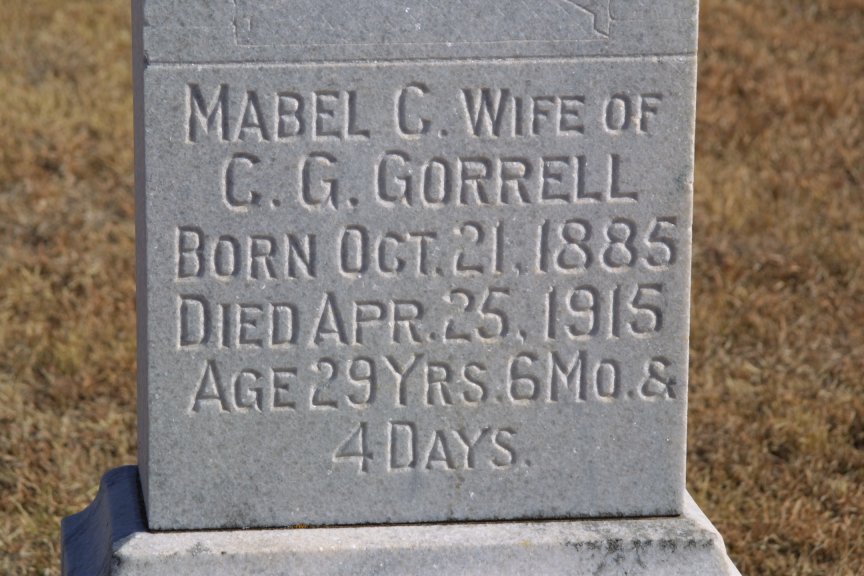 MABEL C. WIFE OF
C. G. GORRELL
BORN OCT. 21, 1885
DIED APR. 25, 1915
AGE 29 YRS. 6 MO. &
4 DAYS.